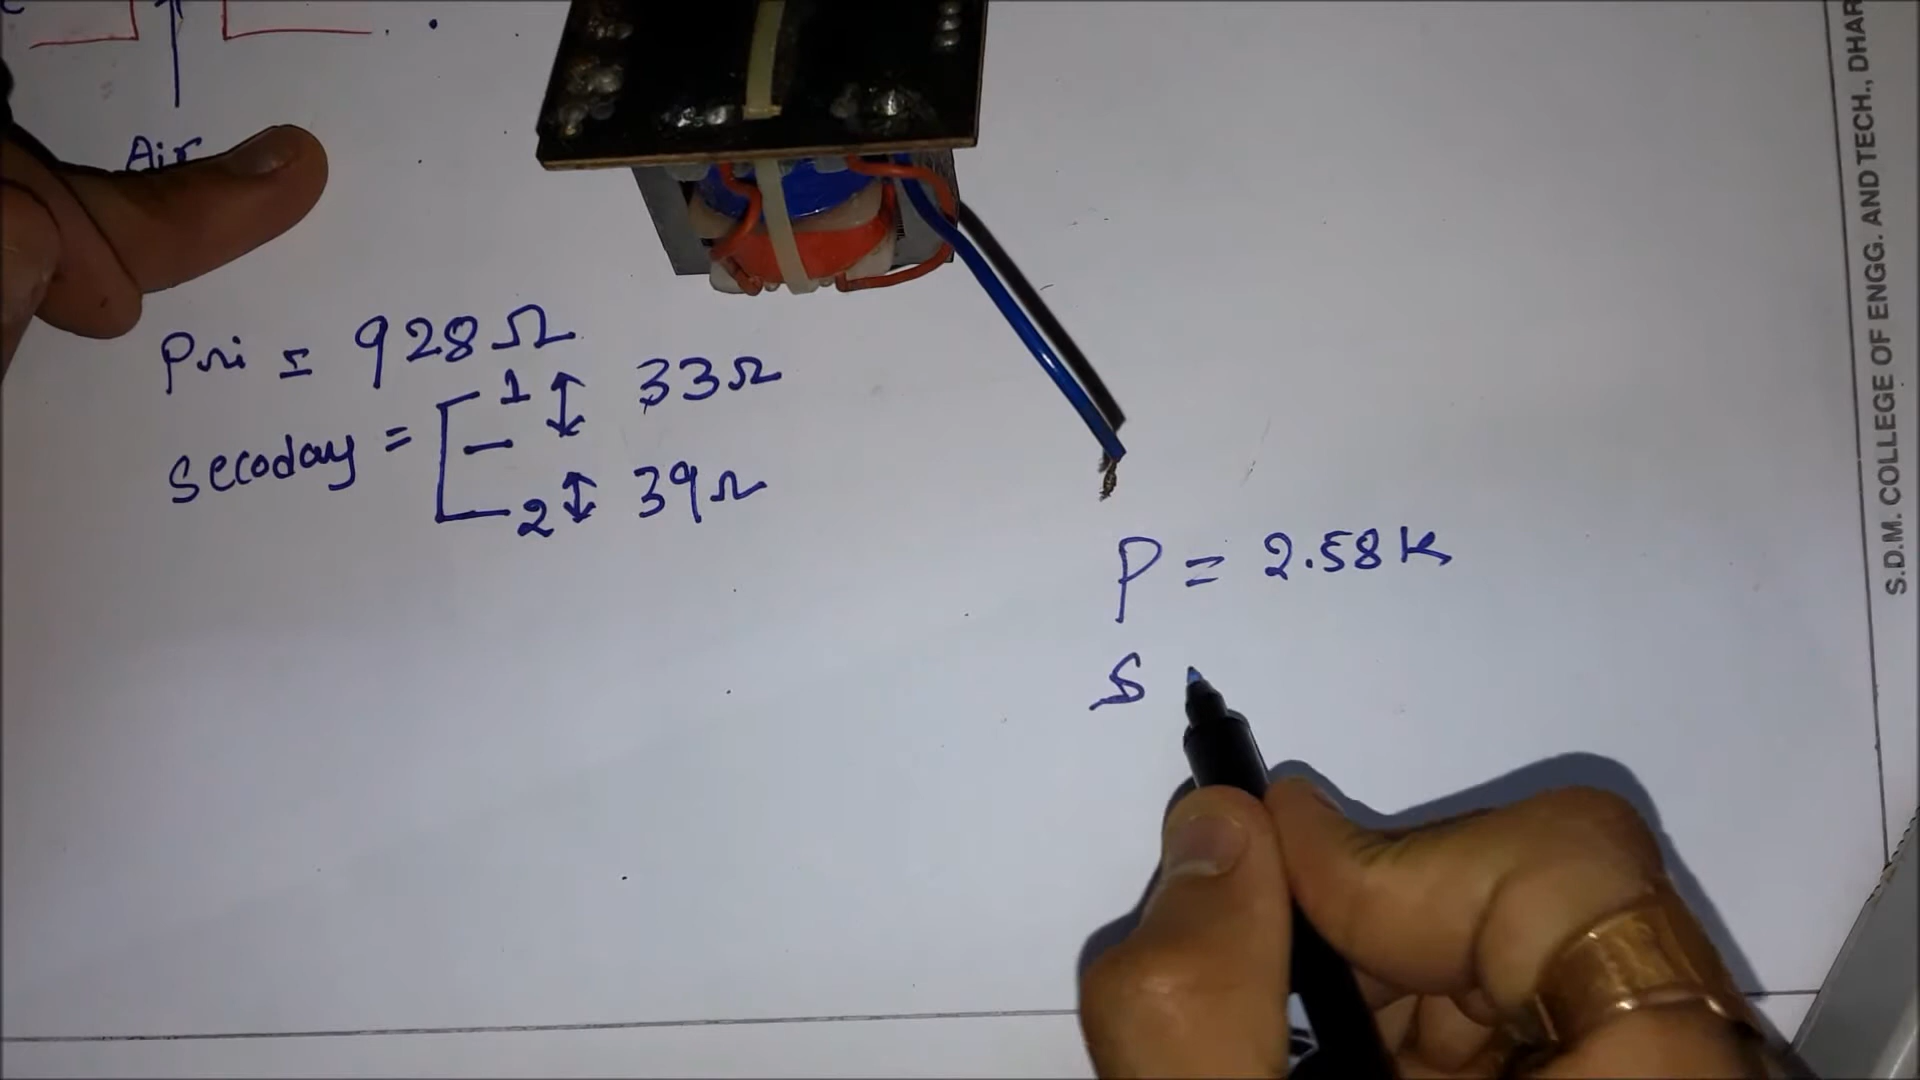 Air
Pri = 928Ω
secoday =
1 33Ω
2 39Ω
P = 2.58K
S
S.D.M. COLLEGE OF ENGG. AND TECH., DHAR